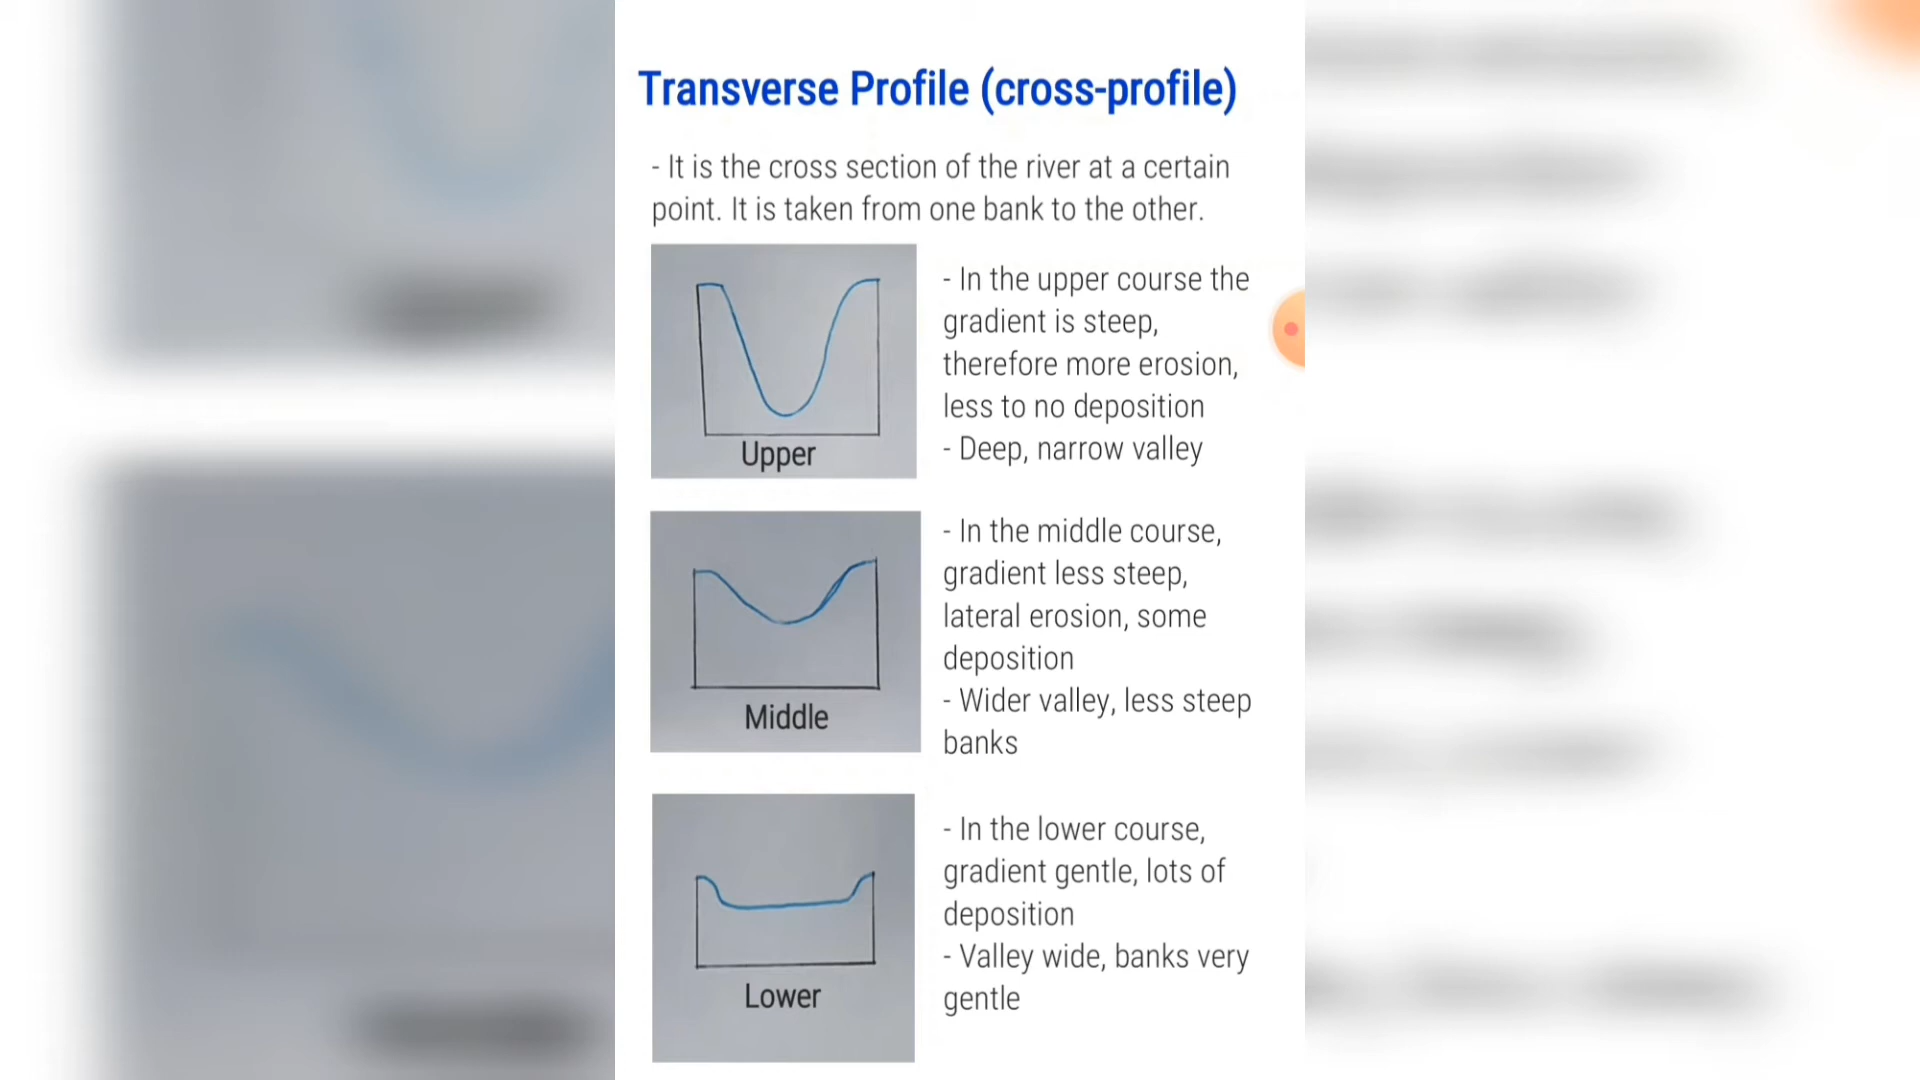 Transverse Profile (cross-profile)
- It is the cross section of the river at a certain
point. It is taken from one bank to the other.
Upper
- In the upper course the
gradient is steep,
therefore more erosion,
less to no deposition
- Deep, narrow valley
Middle
- In the middle course,
gradient less steep,
lateral erosion, some
deposition
- Wider valley, less steep
banks
Lower
- In the lower course,
gradient gentle, lots of
deposition
- Valley wide, banks very
gentle